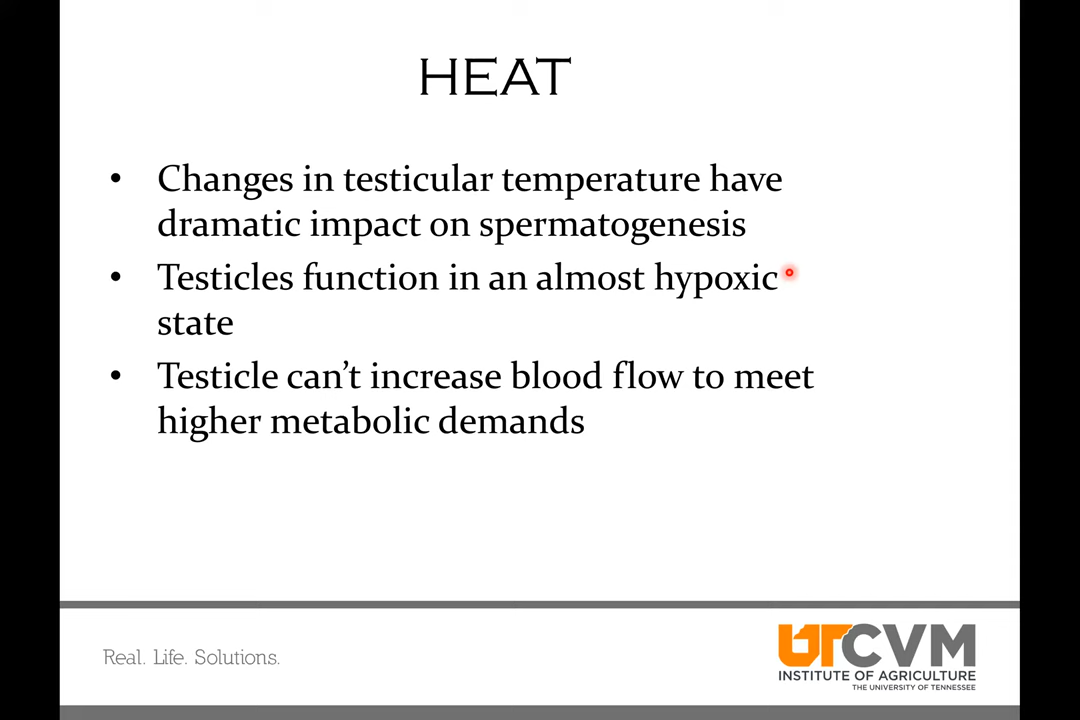 HEAT
• Changes in testicular temperature have
dramatic impact on spermatogenesis
• Testicles function in an almost hypoxic
state
• Testicle can’t increase blood flow to meet
higher metabolic demands
Real. Life. Solutions.
UTCVM
INSTITUTE OF AGRICULTURE
THE UNIVERSITY OF TENNESSEE